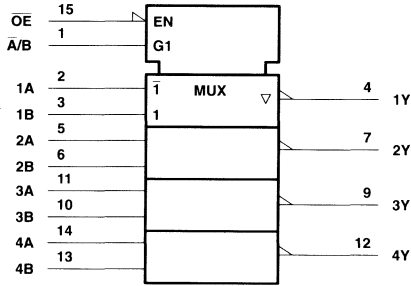 O̅E̅ 15 EN
A̅/B 1 G1
1A 2 1̅ MUX ▽ 4 1Y
1B 3 1
2A 5 7 2Y
2B 6
3A 11 9 3Y
3B 10
4A 14 12 4Y
4B 13